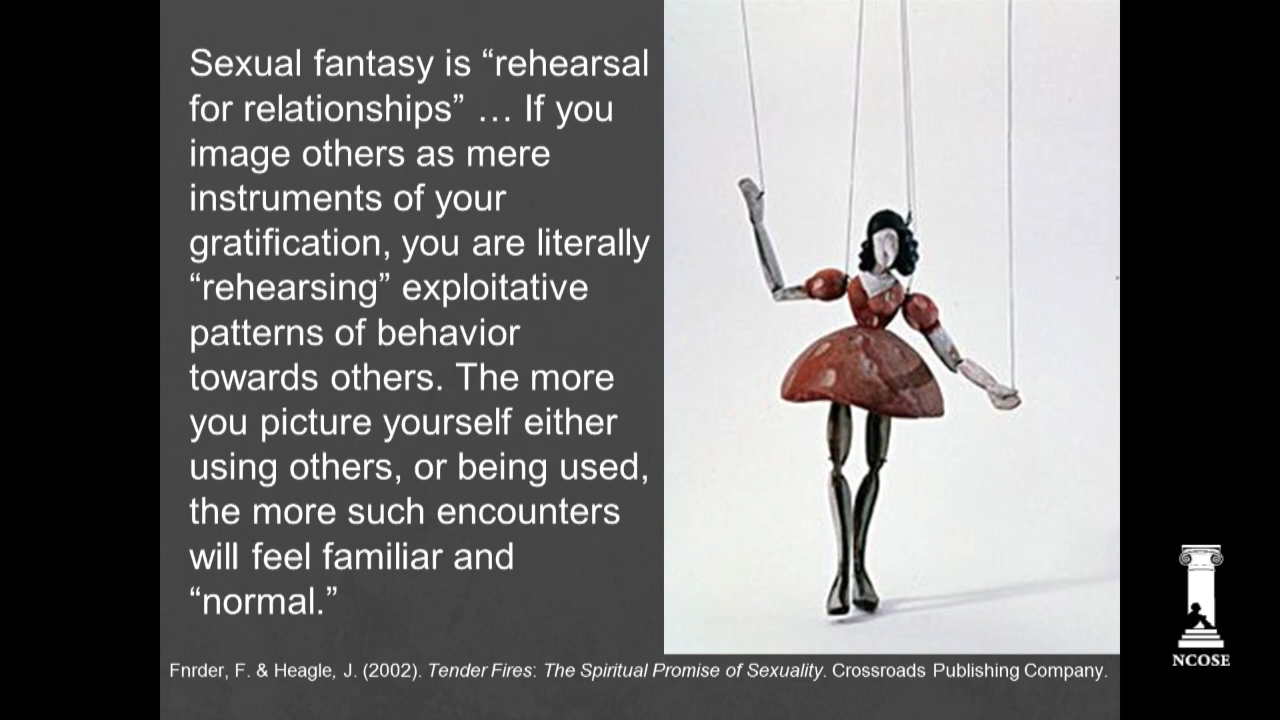 Sexual fantasy is “rehearsal
for relationships” … If you
image others as mere
instruments of your
gratification, you are literally
“rehearsing” exploitative
patterns of behavior
towards others. The more
you picture yourself either
using others, or being used,
the more such encounters
will feel familiar and
“normal.”
Fnrder, F. & Heagle, J. (2002). Tender Fires: The Spiritual Promise of Sexuality. Crossroads Publishing Company.
NCOSE